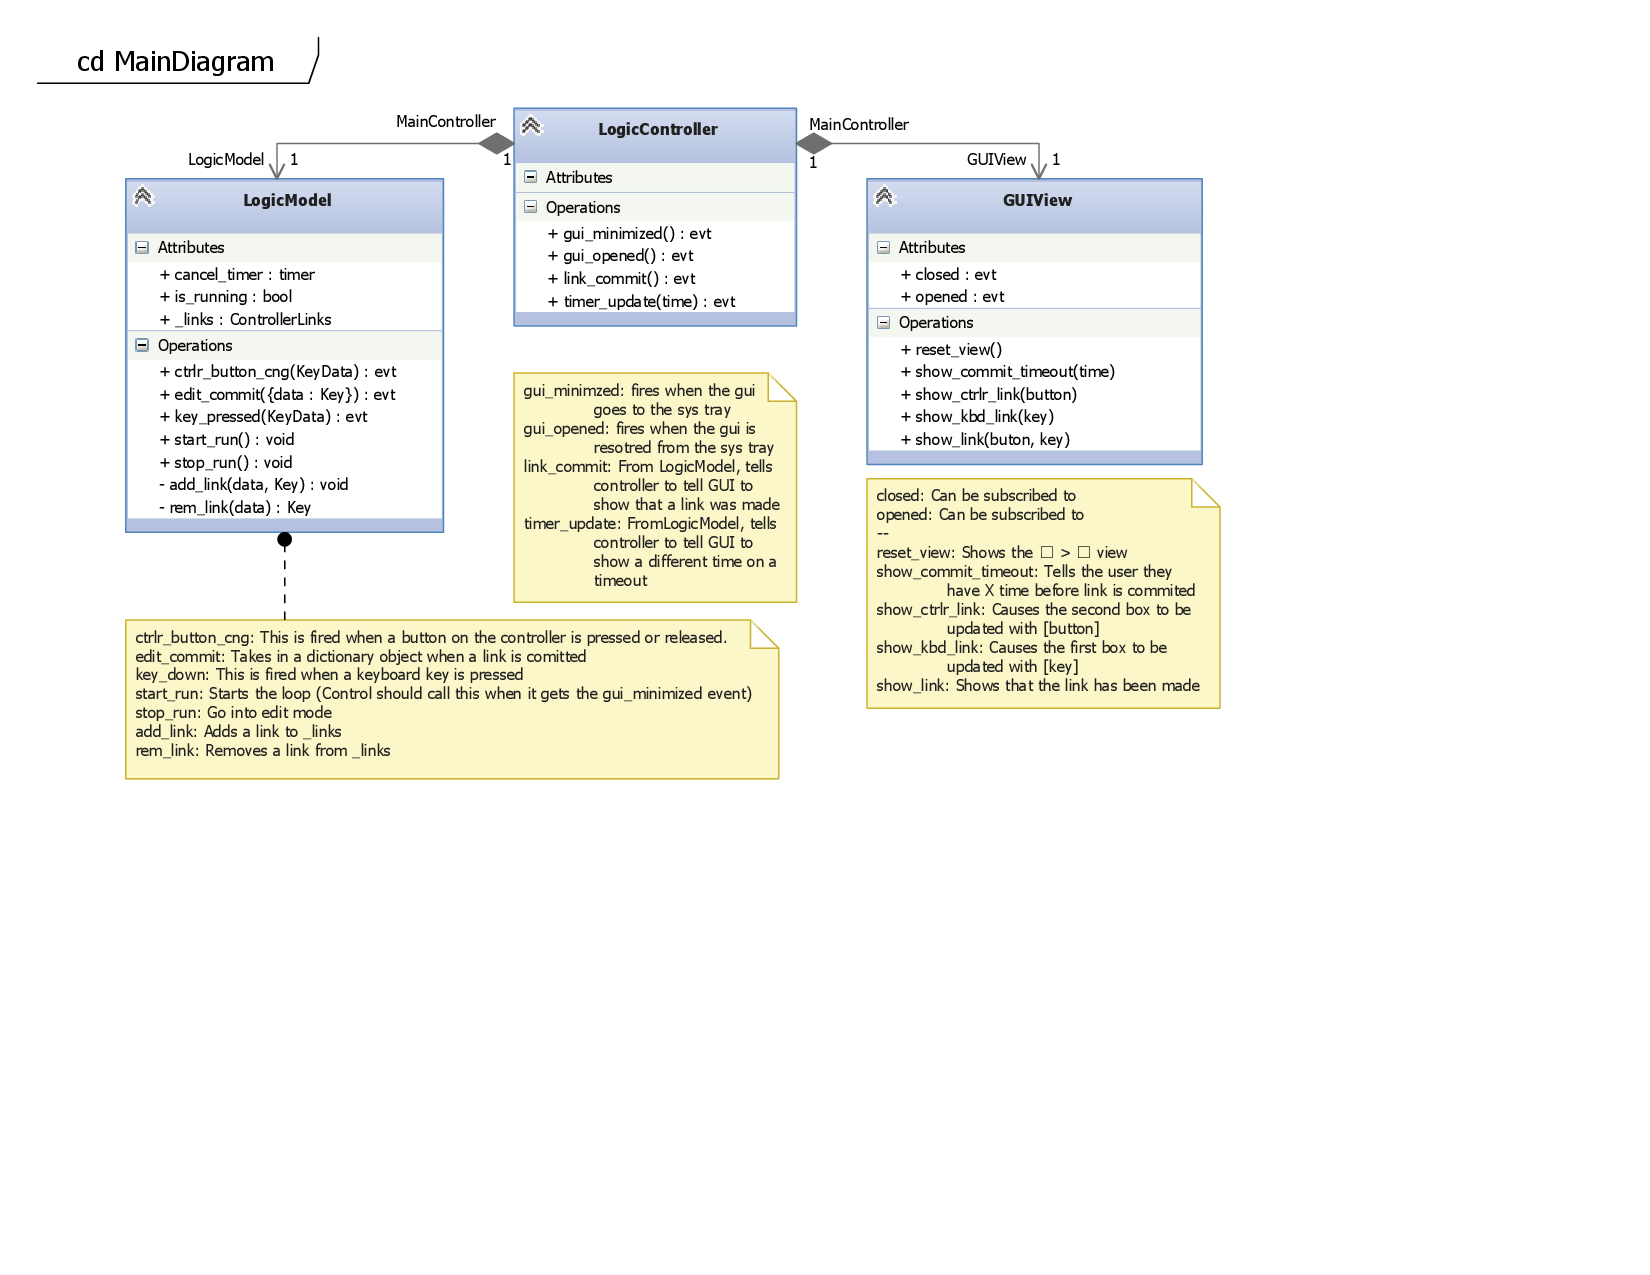 cd MainDiagram
MainController
1
LogicModel
1
LogicController
Attributes
Operations
+ gui_minimized() : evt
+ gui_opened() : evt
+ link_commit() : evt
+ timer_update(time) : evt
MainController
1
GUIView
1
LogicModel
Attributes
+ cancel_timer : timer
+ is_running : bool
+ _links : ControllerLinks
Operations
+ ctrlr_button_cng(KeyData) : evt
+ edit_commit({data : Key}) : evt
+ key_pressed(KeyData) : evt
+ start_run() : void
+ stop_run() : void
- add_link(data, Key) : void
- rem_link(data) : Key
GUIView
Attributes
+ closed : evt
+ opened : evt
Operations
+ reset_view()
+ show_commit_timeout(time)
+ show_ctrlr_link(button)
+ show_kbd_link(key)
+ show_link(buton, key)
gui_minimzed: fires when the gui
goes to the sys tray
gui_opened: fires when the gui is
resotred from the sys tray
link_commit: From LogicModel, tells
controller to tell GUI to
show that a link was made
timer_update: FromLogicModel, tells
controller to tell GUI to
show a different time on a
timeout
closed: Can be subscribed to
opened: Can be subscribed to
--
reset_view: Shows the □ > □ view
show_commit_timeout: Tells the user they
have X time before link is commited
show_ctrl_link: Causes the second box to be
updated with [button]
show_kbd_link: Causes the first box to be
updated with [key]
show_link: Shows that the link has been made
ctrlr_button_cng: This is fired when a button on the controller is pressed or released.
edit_commit: Takes in a dictionary object when a link is comitted
key_down: This is fired when a keyboard key is pressed
start_run: Starts the loop (Control should call this when it gets the gui_minimized event)
stop_run: Go into edit mode
add_link: Adds a link to _links
rem_link: Removes a link from _links